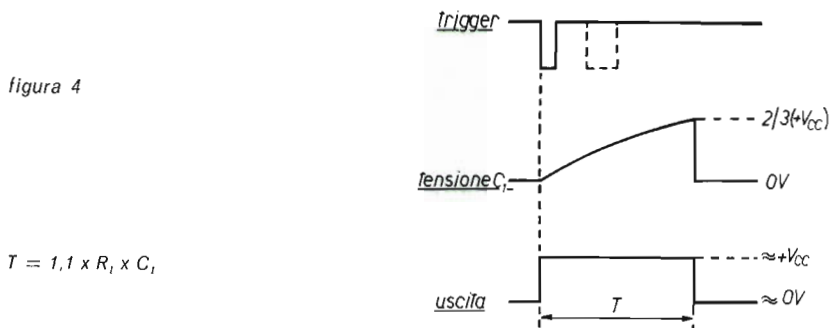 trigger
figura 4
2/3(+VCC)
tensione C₁
0V
T = 1,1 x R₁ x C₁
≈+VCC
uscita
T
≈0V